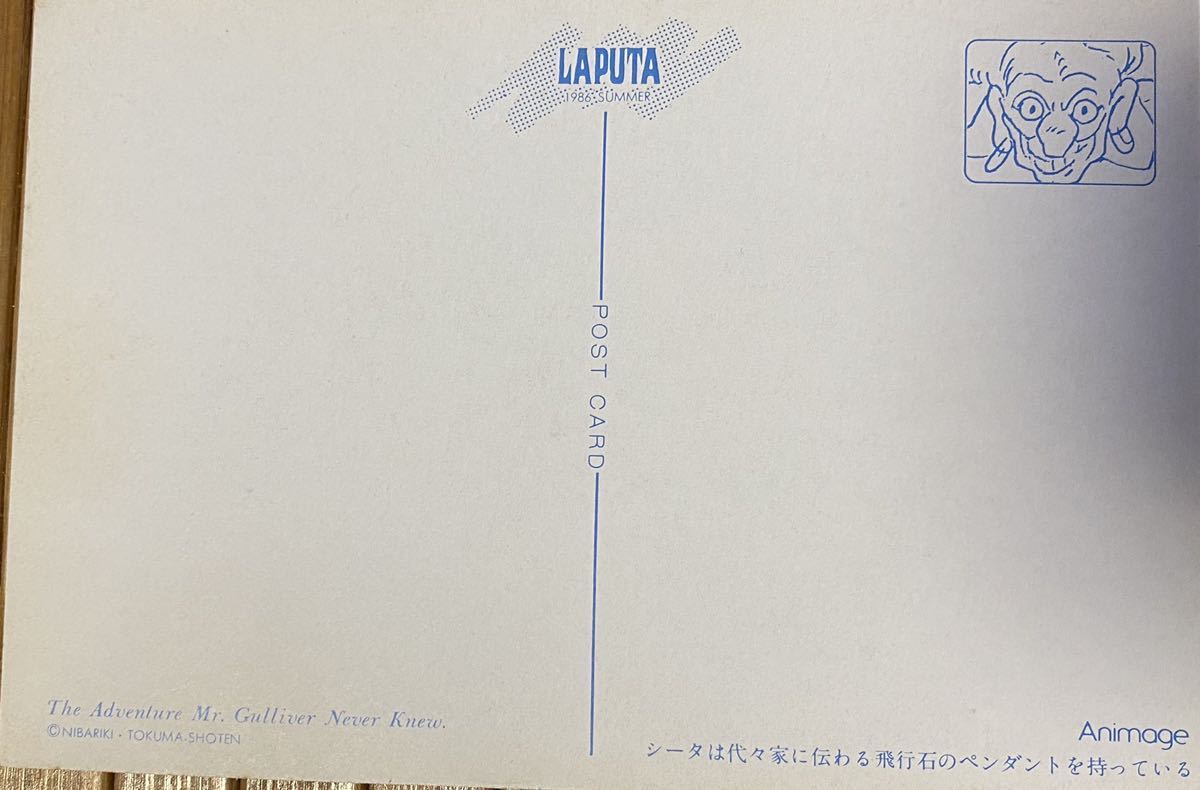 LAPUTA
1986・SUMMER
POST CARD
The Adventure Mr. Gulliver Never Knew.
©NIBARIKI・TOKUMA-SHOTEN
Animage
シータは代々家に伝わる飛行石のペンダントを持っている